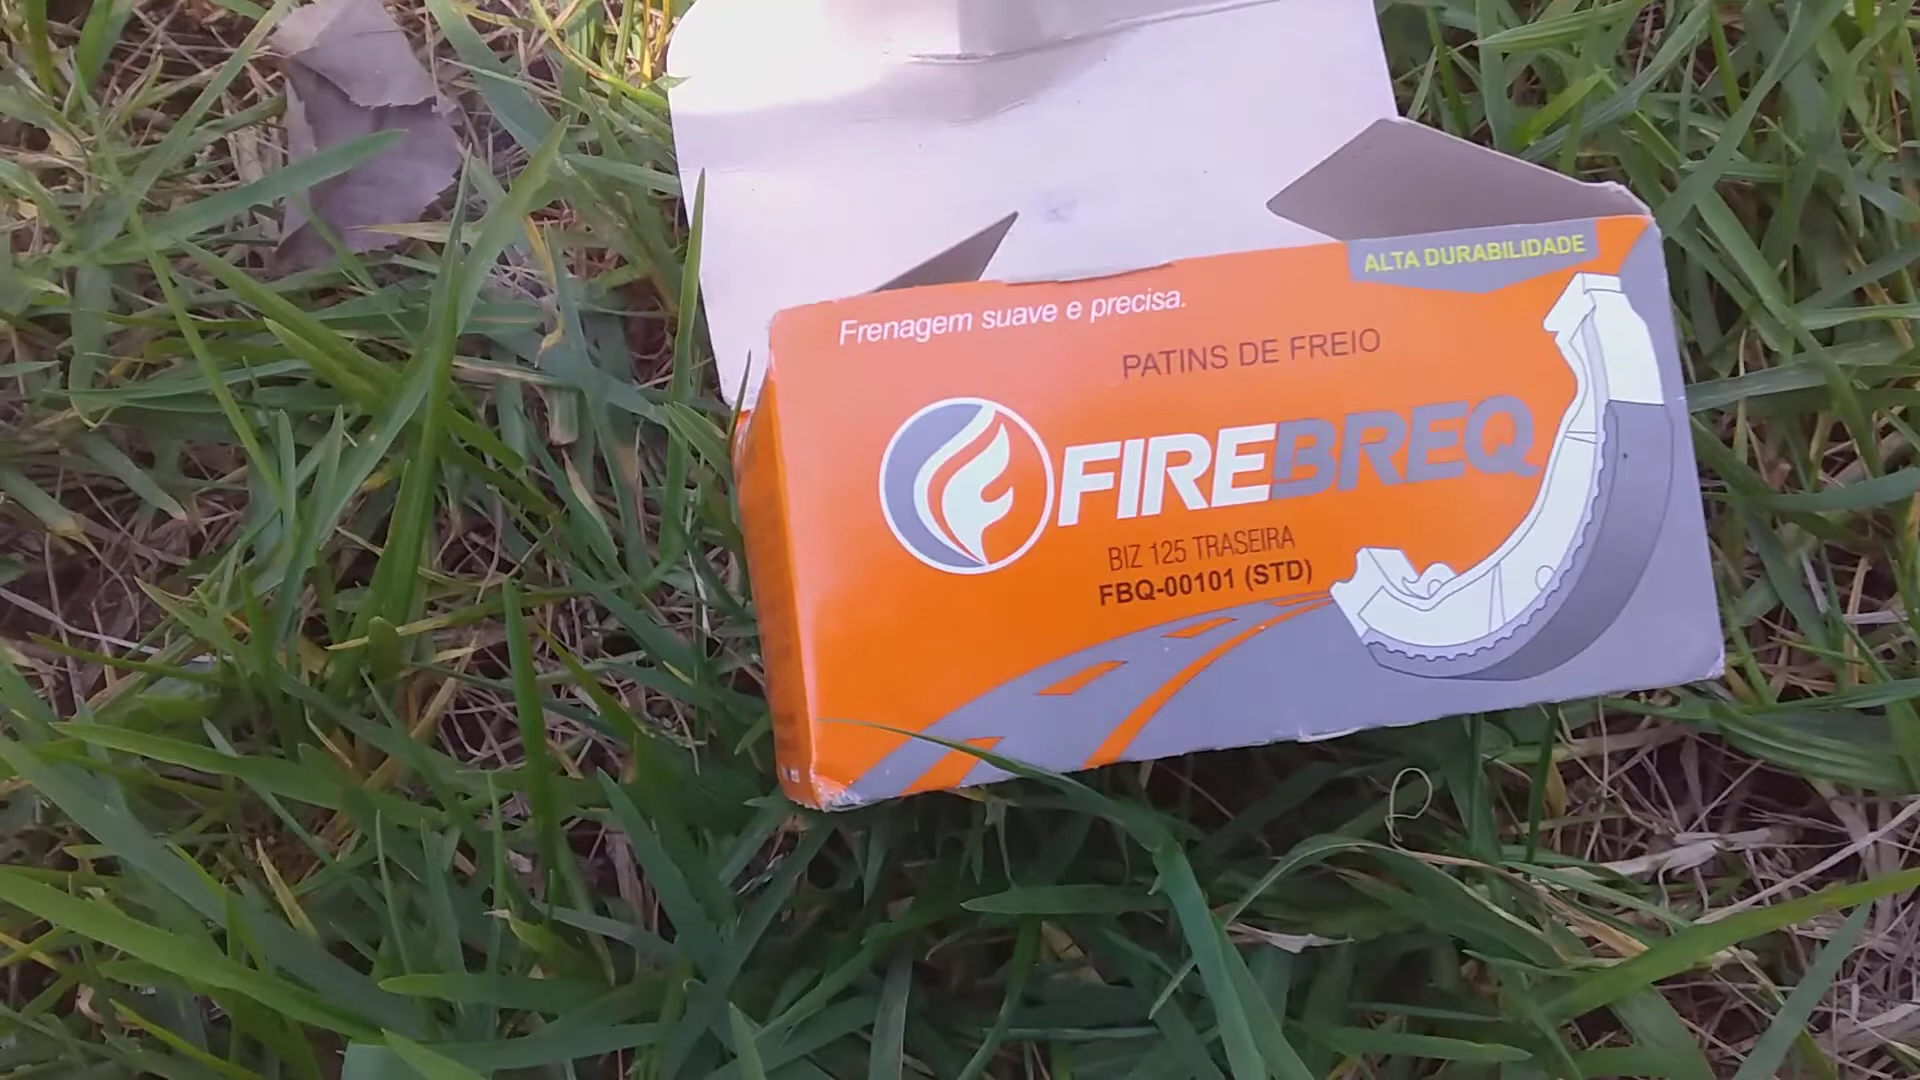 ALTA DURABILIDADE
Frenagem suave e precisa.
PATINS DE FREIO
FIREBREQ
BIZ 125 TRASEIRA
FBQ-00101 (STD)